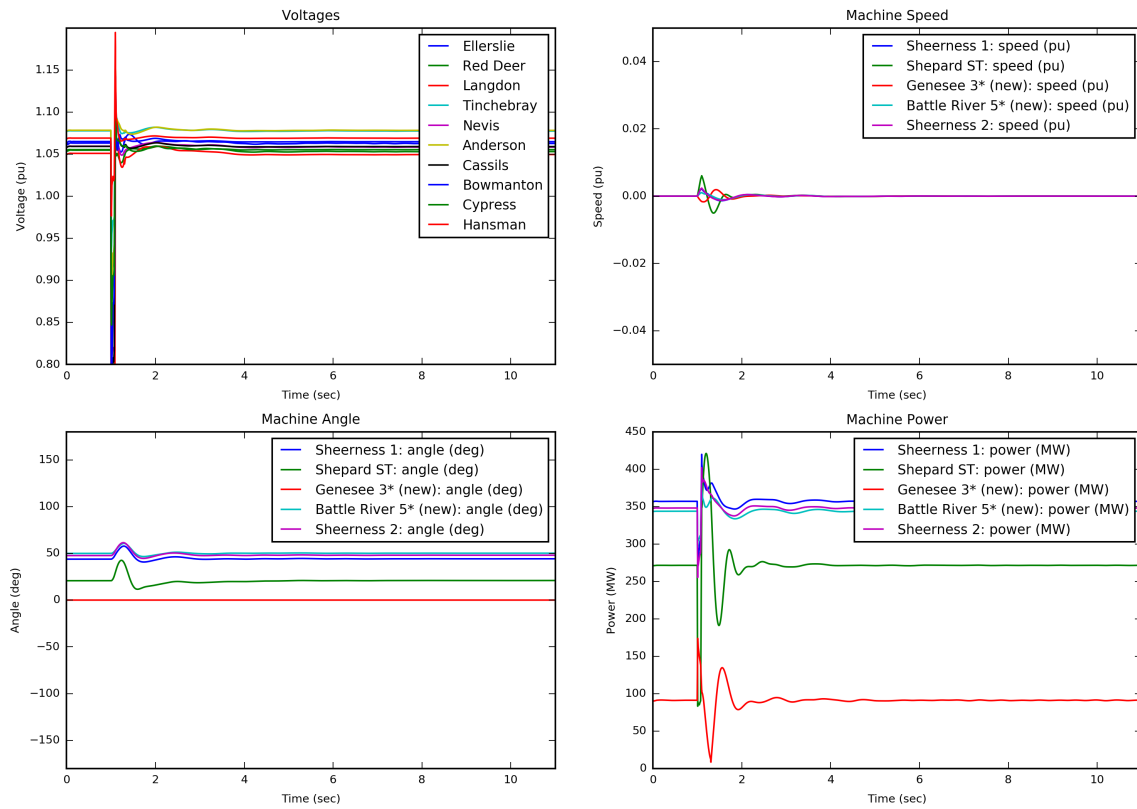 Voltages
1.15
1.10
1.05
1.00
0.95
0.90
0.85
0.80
Voltage (pu)
0
2
4
6
8
10
Time (sec)
Ellerslie
Red Deer
Langdon
Tinchebray
Nevis
Anderson
Cassils
Bowmanton
Cypress
Hansman
Machine Speed
0.04
0.02
0.00
−0.02
−0.04
Speed (pu)
0
2
4
6
8
10
Time (sec)
Sheerness 1: speed (pu)
Shepard ST: speed (pu)
Genesee 3* (new): speed (pu)
Battle River 5* (new): speed (pu)
Sheerness 2: speed (pu)
Machine Angle
150
100
50
0
−50
−100
−150
Angle (deg)
0
2
4
6
8
10
Time (sec)
Sheerness 1: angle (deg)
Shepard ST: angle (deg)
Genesee 3* (new): angle (deg)
Battle River 5* (new): angle (deg)
Sheerness 2: angle (deg)
Machine Power
450
400
350
300
250
200
150
100
50
0
Power (MW)
0
2
4
6
8
10
Time (sec)
Sheerness 1: power (MW)
Shepard ST: power (MW)
Genesee 3* (new): power (MW)
Battle River 5* (new): power (MW)
Sheerness 2: power (MW)